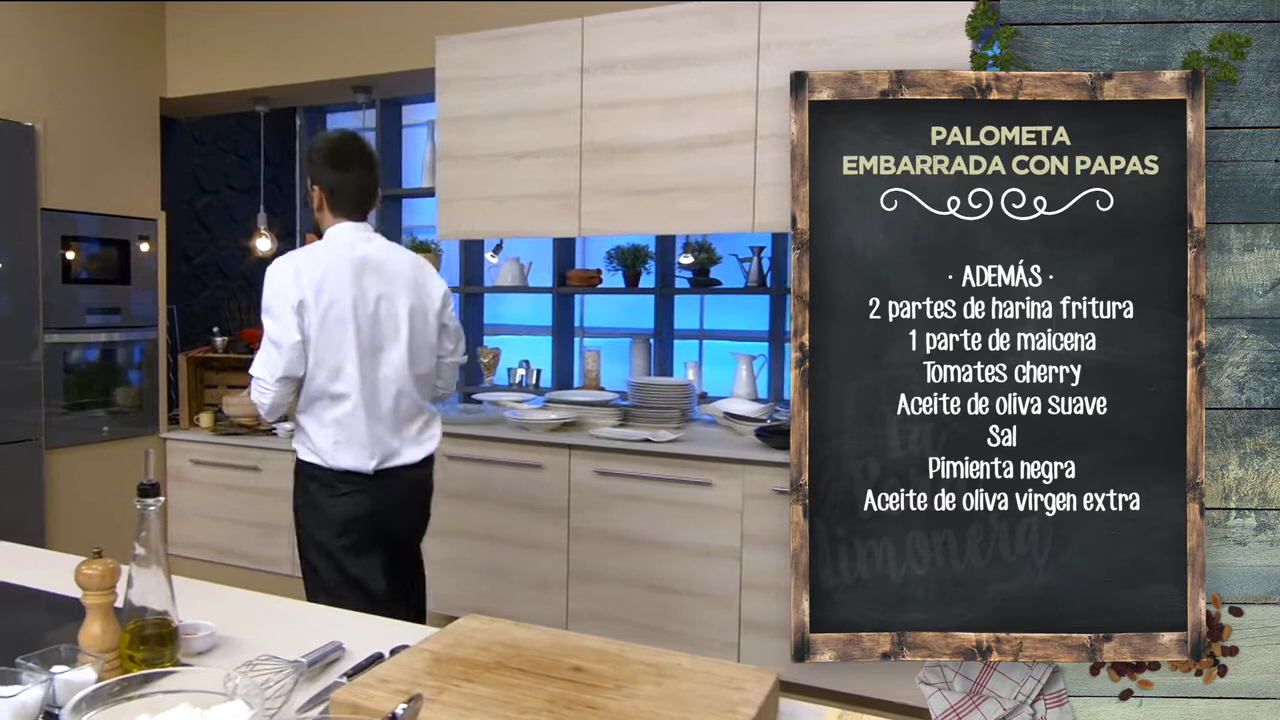 PALOMETA
EMBARRADA CON PAPAS
· ADEMÁS ·
2 partes de harina fritura
1 parte de maicena
Tomates cherry
Aceite de oliva suave
Sal
Pimienta negra
Aceite de oliva virgen extra
limonera